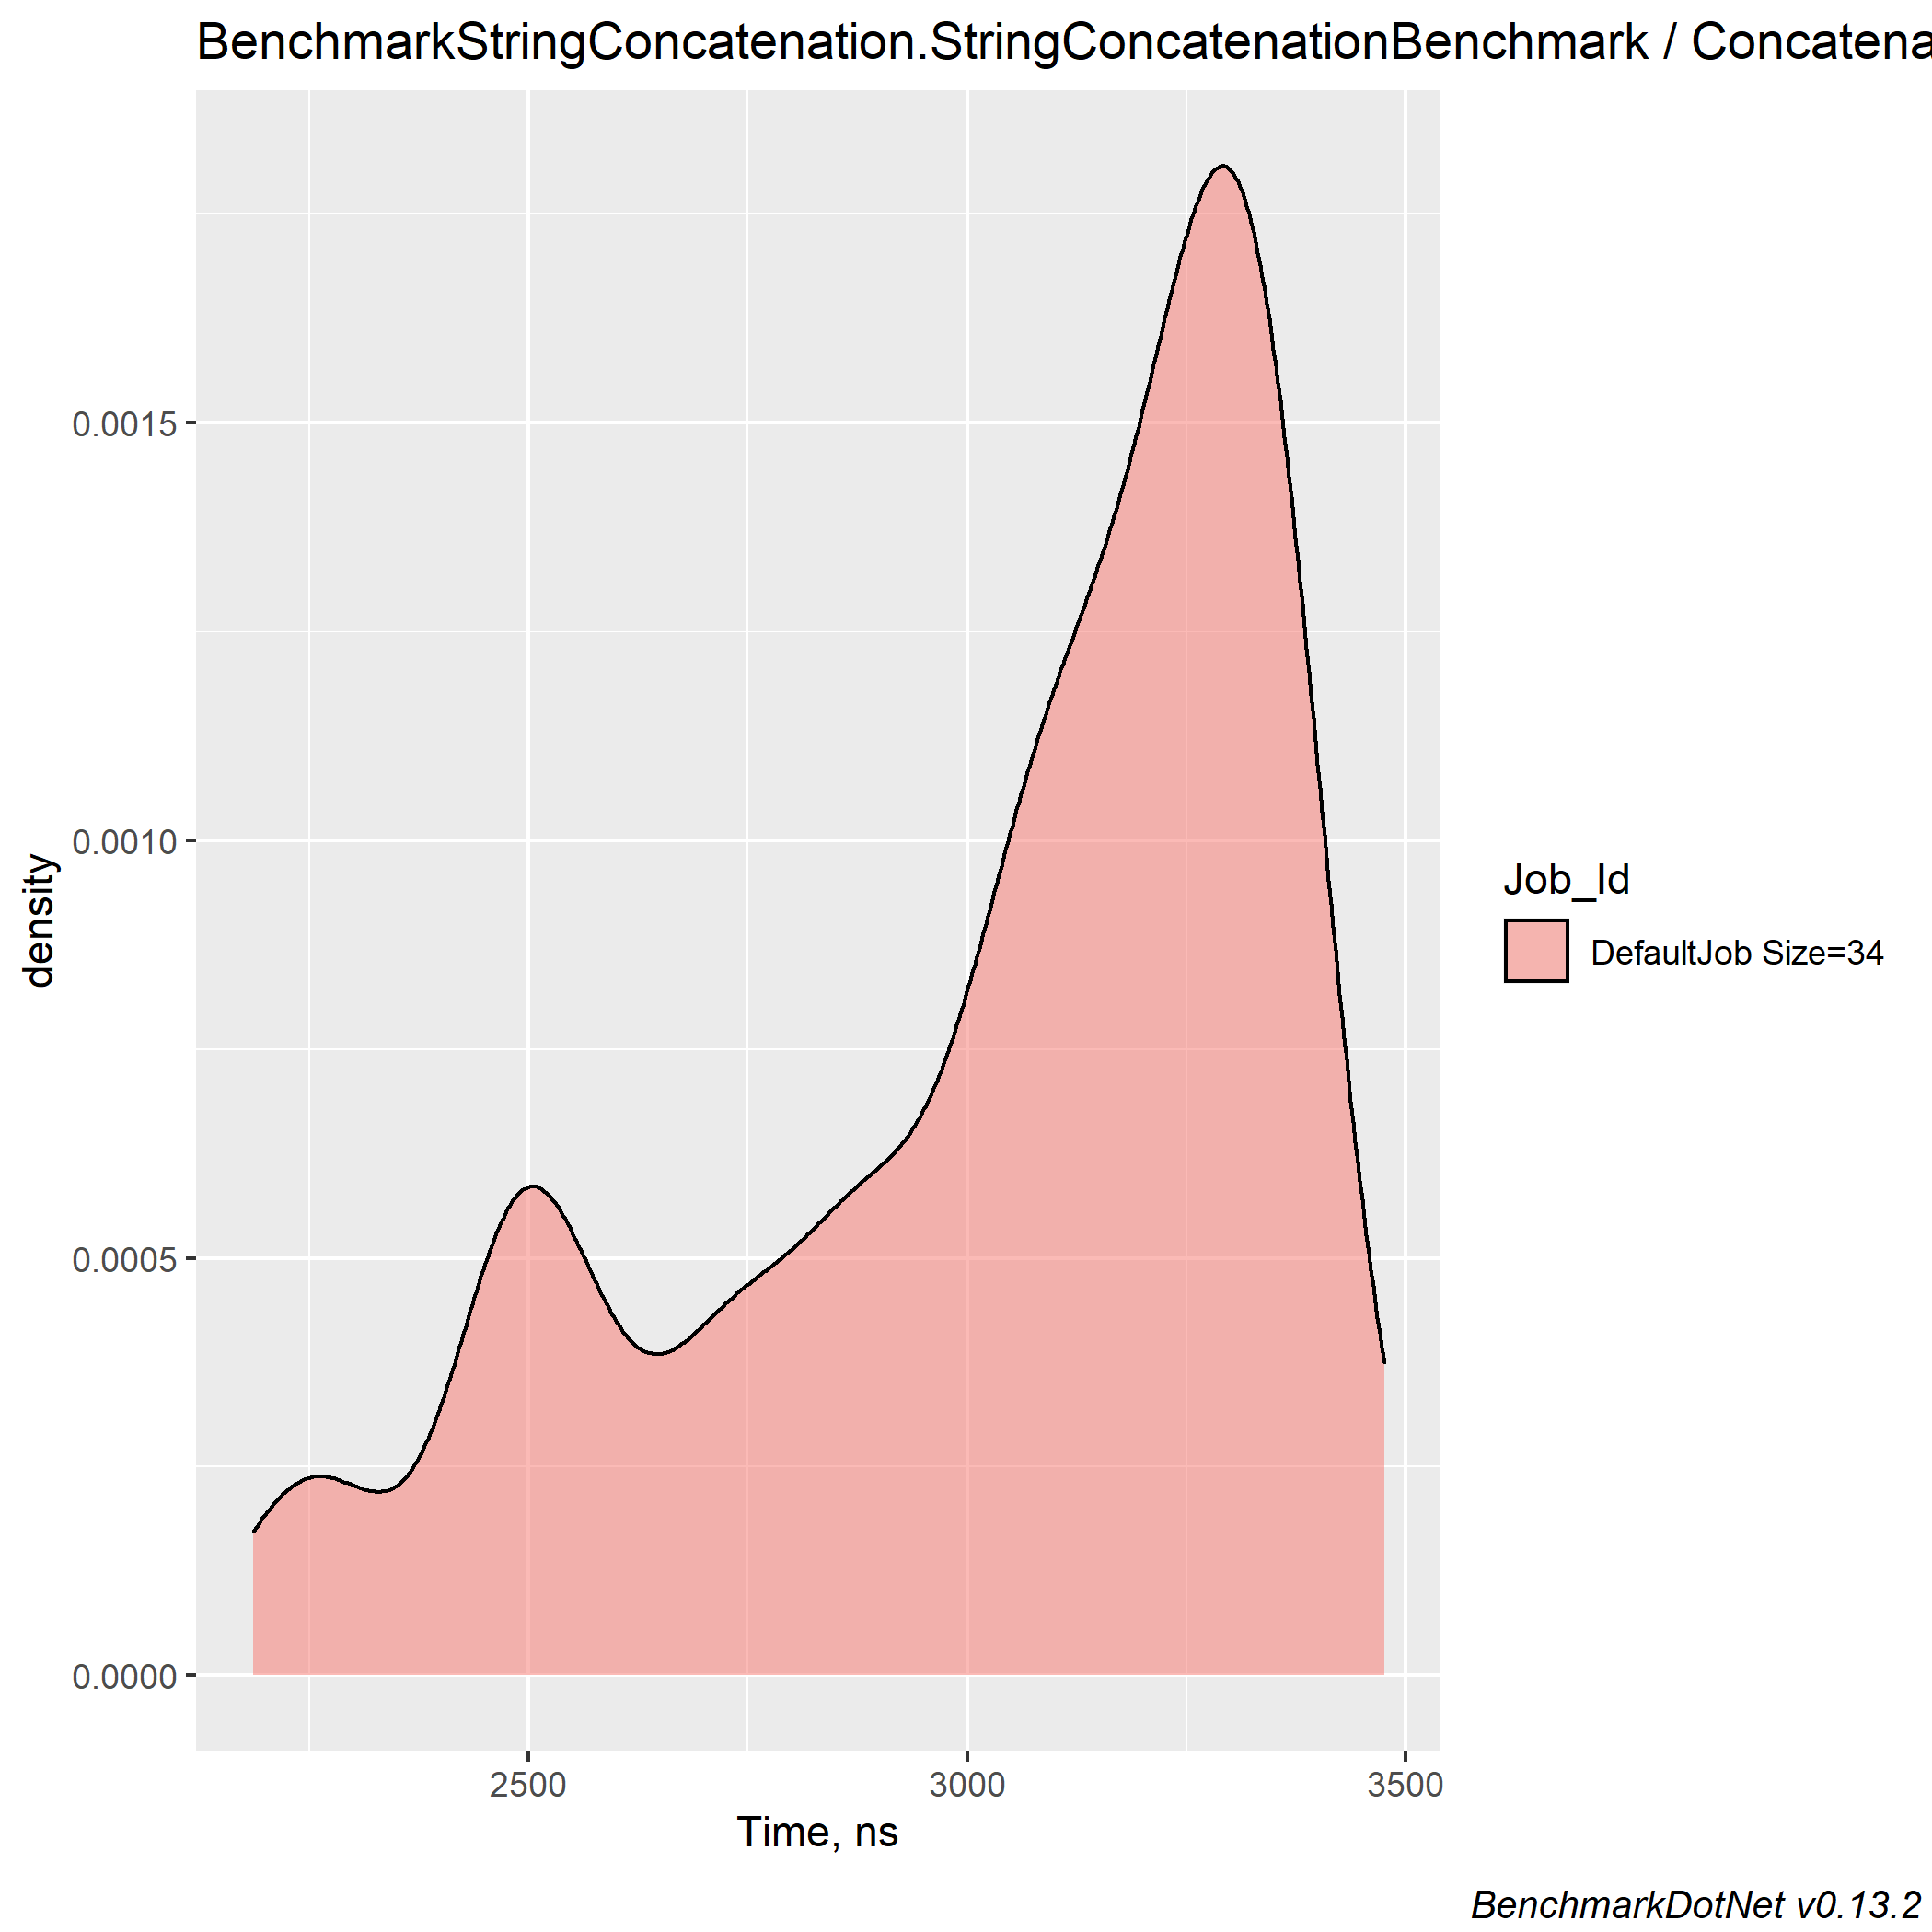 BenchmarkStringConcatenation.StringConcatenationBenchmark / Concatena
0.0015
0.0010
0.0005
0.0000
density
2500 3000 3500
Time, ns
Job_Id
DefaultJob Size=34
BenchmarkDotNet v0.13.2